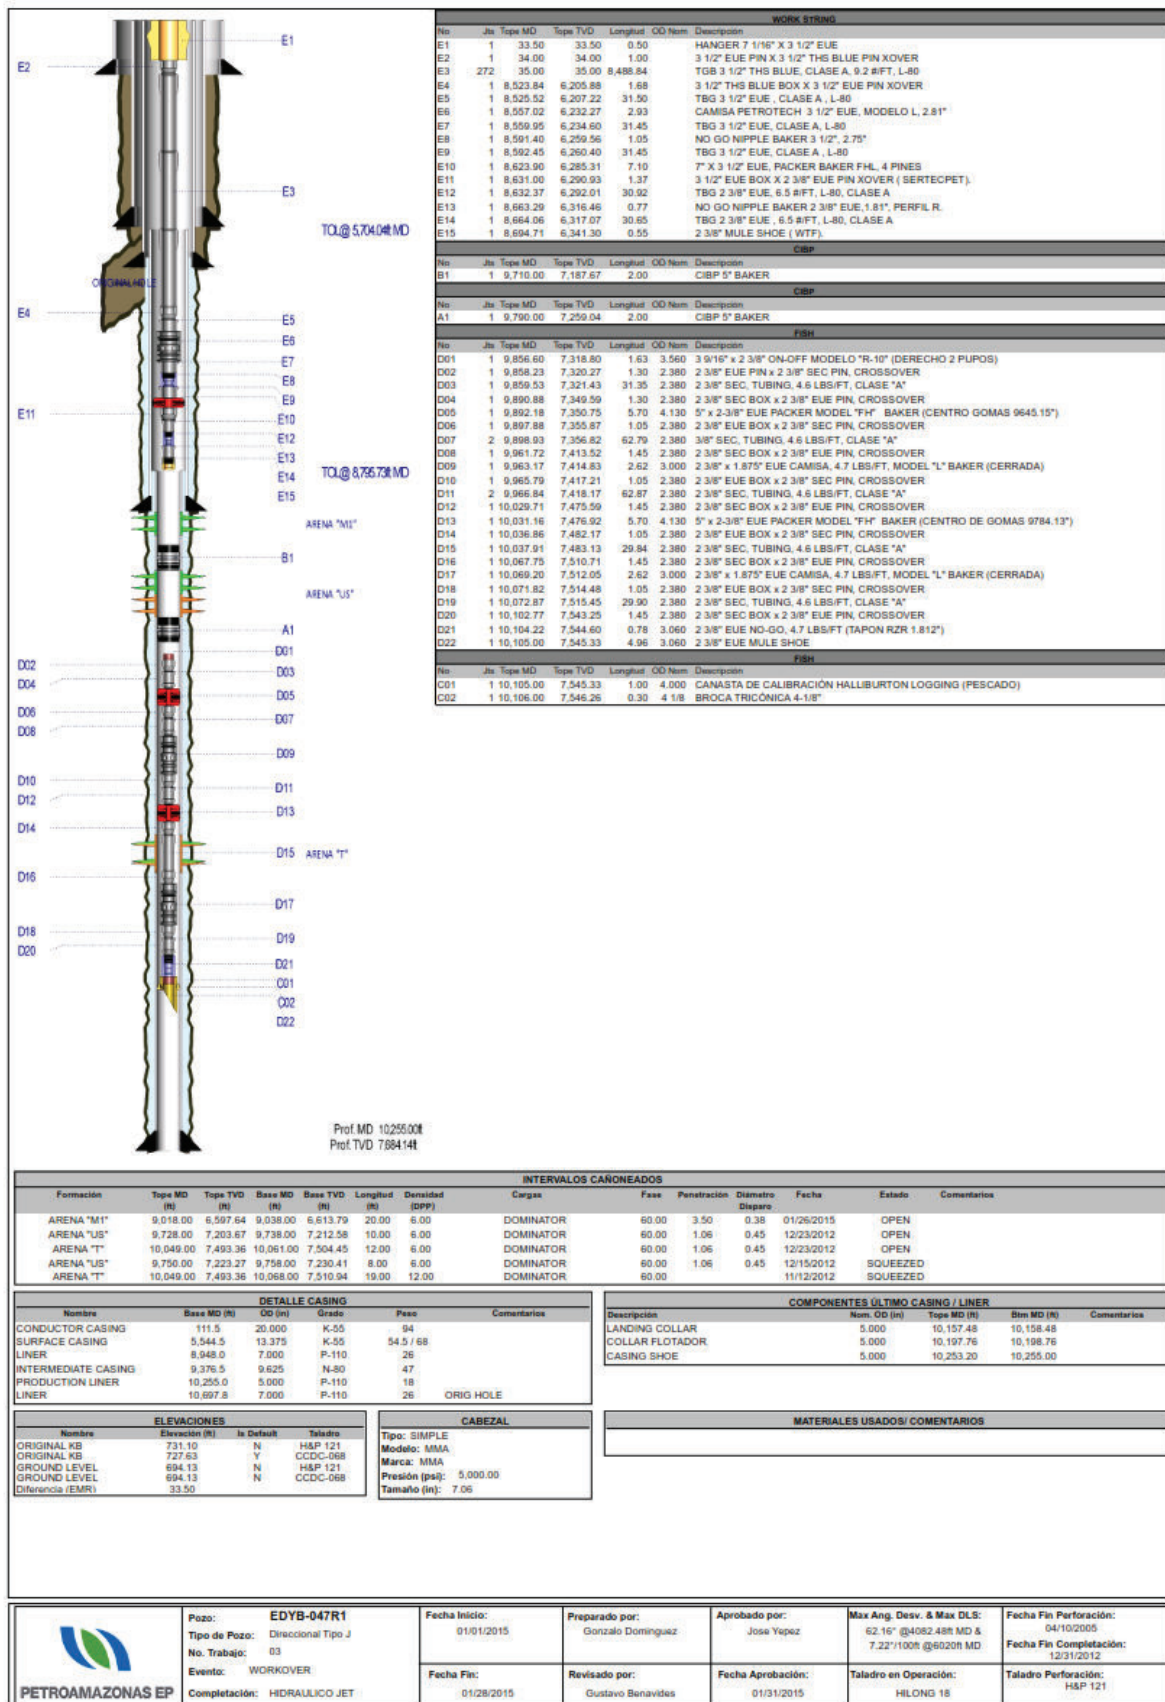 WORK STRING
No Jts Tope MD Tope TVD Longitud OD Nom Descripción
E1 1 33.50 33.50 0.50 HANGER 7 1/16" X 3 1/2" EUE
E2 1 34.00 34.00 1.00 3 1/2" EUE PIN X 3 1/2" THS BLUE PIN XOVER
E3 272 35.00 35.00 8,488.84 TGB 3 1/2" THS BLUE, CLASE A, 9.2 #/FT, L-80
E4 1 8,523.84 6,205.88 1.68 3 1/2" THS BLUE BOX X 3 1/2" EUE PIN XOVER
E5 1 8,525.52 6,207.22 31.50 TBG 3 1/2" EUE , CLASE A , L-80
E6 1 8,557.02 6,232.27 2.93 CAMISA PETROTECH 3 1/2" EUE, MODELO L, 2.81"
E7 1 8,559.95 6,234.60 31.45 TBG 3 1/2" EUE, CLASE A, L-80
E8 1 8,591.40 6,259.56 1.05 NO GO NIPPLE BAKER 3 1/2", 2.75"
E9 1 8,592.45 6,260.40 31.45 TBG 3 1/2" EUE, CLASE A , L-80
E10 1 8,623.90 6,285.31 7.10 7" X 3 1/2" EUE, PACKER BAKER FHL, 4 PINES
E11 1 8,631.00 6,290.93 1.37 3 1/2" EUE BOX X 2 3/8" EUE PIN XOVER ( SERTECPET).
E12 1 8,632.37 6,292.01 30.92 TBG 2 3/8" EUE, 6.5 #/FT, L-80, CLASE A
E13 1 8,663.29 6,316.46 0.77 NO GO NIPPLE BAKER 2 3/8" EUE,1.81", PERFIL R.
E14 1 8,664.06 6,317.07 30.65 TBG 2 3/8" EUE , 6.5 #/FT, L-80, CLASE A
E15 1 8,694.71 6,341.30 0.55 2 3/8" MULE SHOE ( WTF).
CIBP
No Jts Tope MD Tope TVD Longitud OD Nom Descripción
B1 1 9,710.00 7,187.67 2.00 CIBP 5" BAKER
CIBP
No Jts Tope MD Tope TVD Longitud OD Nom Descripción
A1 1 9,790.00 7,259.04 2.00 CIBP 5" BAKER
FISH
No Jts Tope MD Tope TVD Longitud OD Nom Descripción
D01 1 9,856.60 7,318.80 1.63 3.560 3 9/16" x 2 3/8" ON-OFF MODELO "R-10" (DERECHO 2 PUPOS)
D02 1 9,858.23 7,320.27 1.30 2.380 2 3/8" EUE PIN x 2 3/8" SEC PIN, CROSSOVER
D03 1 9,859.53 7,321.43 31.35 2.380 2 3/8" SEC, TUBING, 4.6 LBS/FT, CLASE "A"
D04 1 9,890.88 7,349.59 1.30 2.380 2 3/8" SEC BOX x 2 3/8" EUE PIN, CROSSOVER
D05 1 9,892.18 7,350.75 5.70 4.130 5" x 2-3/8" EUE PACKER MODEL "FH" BAKER (CENTRO GOMAS 9645.15")
D06 1 9,897.88 7,355.87 1.05 2.380 2 3/8" EUE BOX x 2 3/8" SEC PIN, CROSSOVER
D07 2 9,898.93 7,356.82 62.79 2.380 3/8" SEC, TUBING, 4.6 LBS/FT, CLASE "A"
D08 1 9,961.72 7,413.52 1.45 2.380 2 3/8" SEC BOX x 2 3/8" EUE PIN, CROSSOVER
D09 1 9,963.17 7,414.83 2.62 3.000 2 3/8" x 1.875" EUE CAMISA, 4.7 LBS/FT, MODEL "L" BAKER (CERRADA)
D10 1 9,965.79 7,417.21 1.05 2.380 2 3/8" EUE BOX x 2 3/8" SEC PIN, CROSSOVER
D11 2 9,966.84 7,418.17 62.87 2.380 2 3/8" SEC, TUBING, 4.6 LBS/FT, CLASE "A"
D12 1 10,029.71 7,475.59 1.45 2.380 2 3/8" SEC BOX x 2 3/8" EUE PIN, CROSSOVER
D13 1 10,031.16 7,476.92 5.70 4.130 5" x 2-3/8" EUE PACKER MODEL "FH" BAKER (CENTRO DE GOMAS 9784.13")
D14 1 10,036.86 7,482.17 1.05 2.380 2 3/8" EUE BOX x 2 3/8" SEC PIN, CROSSOVER
D15 1 10,037.91 7,483.13 29.84 2.380 2 3/8" SEC, TUBING, 4.6 LBS/FT, CLASE "A"
D16 1 10,067.75 7,510.71 1.45 2.380 2 3/8" SEC BOX x 2 3/8" EUE PIN, CROSSOVER
D17 1 10,069.20 7,512.05 2.62 3.000 2 3/8" x 1.875" EUE CAMISA, 4.7 LBS/FT, MODEL "L" BAKER (CERRADA)
D18 1 10,071.82 7,514.48 1.05 2.380 2 3/8" EUE BOX x 2 3/8" SEC PIN, CROSSOVER
D19 1 10,072.87 7,515.45 29.90 2.380 2 3/8" SEC, TUBING, 4.6 LBS/FT, CLASE "A"
D20 1 10,102.77 7,543.25 1.45 2.380 2 3/8" SEC BOX x 2 3/8" EUE PIN, CROSSOVER
D21 1 10,104.22 7,544.60 0.78 3.060 2 3/8" EUE NO-GO, 4.7 LBS/FT (TAPON RZR 1.812")
D22 1 10,105.00 7,545.33 4.96 3.060 2 3/8" EUE MULE SHOE
FISH
No Jts Tope MD Tope TVD Longitud OD Nom Descripción
C01 1 10,105.00 7,545.33 1.00 4.000 CANASTA DE CALIBRACIÓN HALLIBURTON LOGGING (PESCADO)
C02 1 10,106.00 7,546.26 0.30 4 1/8 BROCA TRICÓNICA 4-1/8"
E1
E2
E3
TOL@ 5,704.04ft MD
ORIGINAL HOLE
E4
E5
E6
E7
E8
E9
E11
E10
E12
E13
E14
TOL@ 8,795.73ft MD
E15
ARENA "M1"
B1
ARENA "US"
A1
D01
D02
D03
D04
D05
D06
D07
D08
D09
D10
D11
D12
D13
D14
D15 ARENA "T"
D16
D17
D18
D19
D20
D21
C01
C02
D22
Prof. MD 10,255.00ft
Prof. TVD 7,684.14ft
INTERVALOS CAÑONEADOS
Formación Tope MD (ft) Tope TVD (ft) Base MD (ft) Base TVD (ft) Longitud (ft) Densidad (DPP) Cargas Fase Penetración Diámetro Disparo Fecha Estado Comentarios
ARENA "M1" 9,018.00 6,597.64 9,038.00 6,613.79 20.00 6.00 DOMINATOR 60.00 3.50 0.38 01/26/2015 OPEN
ARENA "US" 9,728.00 7,203.67 9,738.00 7,212.58 10.00 6.00 DOMINATOR 60.00 1.06 0.45 12/23/2012 OPEN
ARENA "T" 10,049.00 7,493.36 10,061.00 7,504.45 12.00 6.00 DOMINATOR 60.00 1.06 0.45 12/23/2012 OPEN
ARENA "US" 9,750.00 7,223.27 9,758.00 7,230.41 8.00 6.00 DOMINATOR 60.00 1.06 0.45 12/15/2012 SQUEEZED
ARENA "T" 10,049.00 7,493.36 10,068.00 7,510.94 19.00 12.00 DOMINATOR 60.00 11/12/2012 SQUEEZED
DETALLE CASING
Nombre Base MD (ft) OD (in) Grado Peso Comentarios
CONDUCTOR CASING 111.5 20.000 K-55 94
SURFACE CASING 5,544.5 13.375 K-55 54.5 / 68
LINER 8,948.0 7.000 P-110 26
INTERMEDIATE CASING 9,376.5 9.625 N-80 47
PRODUCTION LINER 10,255.0 5.000 P-110 18
LINER 10,697.8 7.000 P-110 26 ORIG HOLE
COMPONENTES ÚLTIMO CASING / LINER
Descripción Nom. OD (in) Tope MD (ft) Btm MD (ft) Comentarios
LANDING COLLAR 5.000 10,157.48 10,158.48
COLLAR FLOTADOR 5.000 10,197.76 10,198.76
CASING SHOE 5.000 10,253.20 10,255.00
ELEVACIONES
Nombre Elevación (ft) Is Default Taladro
ORIGINAL KB 731.10 N H&P 121
ORIGINAL KB 727.63 Y CCDC-068
GROUND LEVEL 694.13 N H&P 121
GROUND LEVEL 694.13 N CCDC-068
Diferencia (EMR) 33.50
CABEZAL
Tipo: SIMPLE
Modelo: MMA
Marca: MMA
Presión (psi): 5,000.00
Tamaño (in): 7.06
MATERIALES USADOS/ COMENTARIOS
PETROAMAZONAS EP
Pozo: EDYB-047R1
Tipo de Pozo: Direccional Tipo J
No. Trabajo: 03
Evento: WORKOVER
Completación: HIDRAULICO JET
Fecha Inicio:
01/01/2015
Fecha Fin:
01/28/2015
Preparado por:
Gonzalo Dominguez
Revisado por:
Gustavo Benavides
Aprobado por:
Jose Yepez
Fecha Aprobación:
01/31/2015
Max Ang. Desv. & Max DLS:
62.16° @4082.48ft MD &
7.22°/100ft @6020ft MD
Taladro en Operación:
HILONG 18
Fecha Fin Perforación:
04/10/2005
Fecha Fin Completación:
12/31/2012
Taladro Perforación:
H&P 121